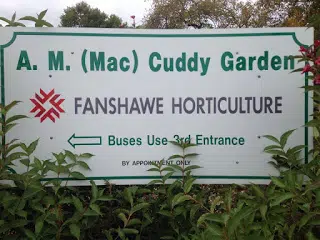 A. M. (Mac) Cuddy Garden
FANSHAWE HORTICULTURE
Buses Use 3rd Entrance
BY APPOINTMENT ONLY